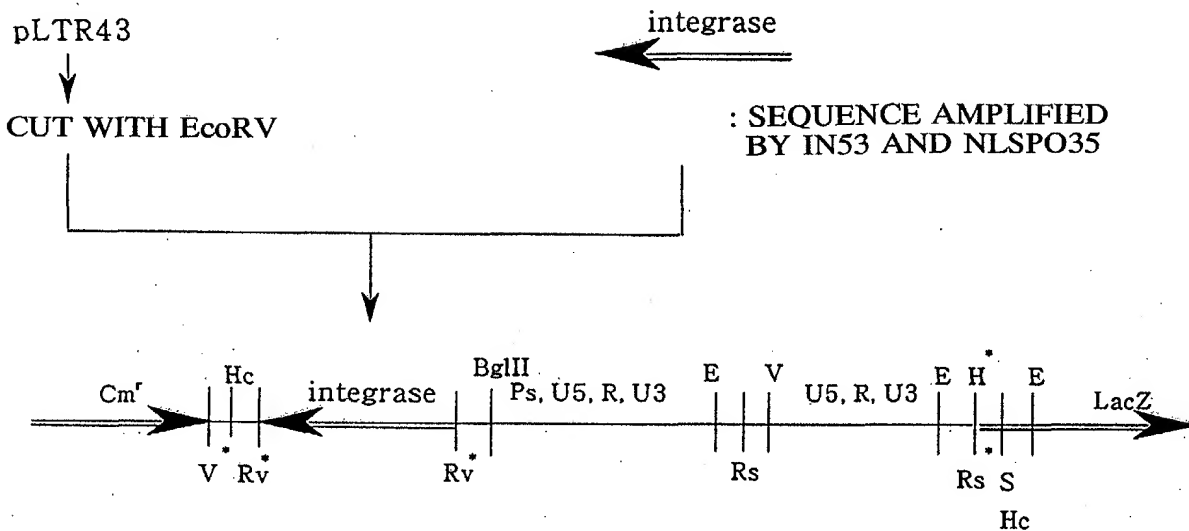 pLTR43
integrase
CUT WITH EcoRV
: SEQUENCE AMPLIFIED
BY IN53 AND NLSPO35
Cmʳ
Hc
integrase
BglII
Ps, U5, R, U3
E
V
U5, R, U3
E
H*
E
LacZ
V*
Rv*
Rv*
Rs
Rs*
S
Hc